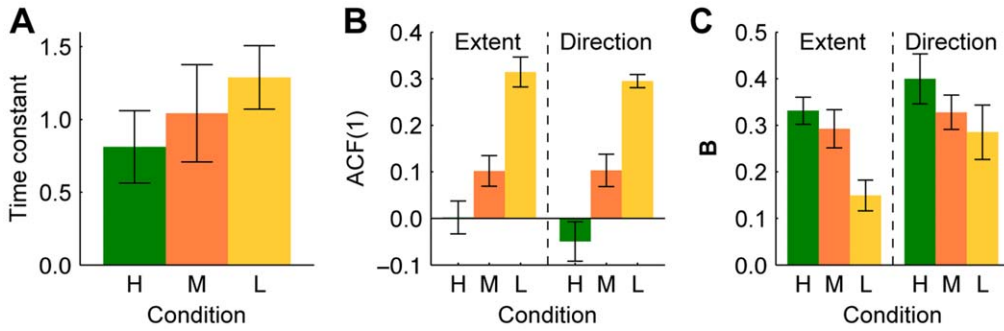 A
1.5
1.0
0.5
0.0
Time constant
H M L
Condition
B
Extent Direction
0.4
0.3
0.2
0.1
0.0
–0.1
ACF(1)
H M L H M L
Condition
C
Extent Direction
0.5
0.4
0.3
0.2
0.1
0.0
B
H M L H M L
Condition